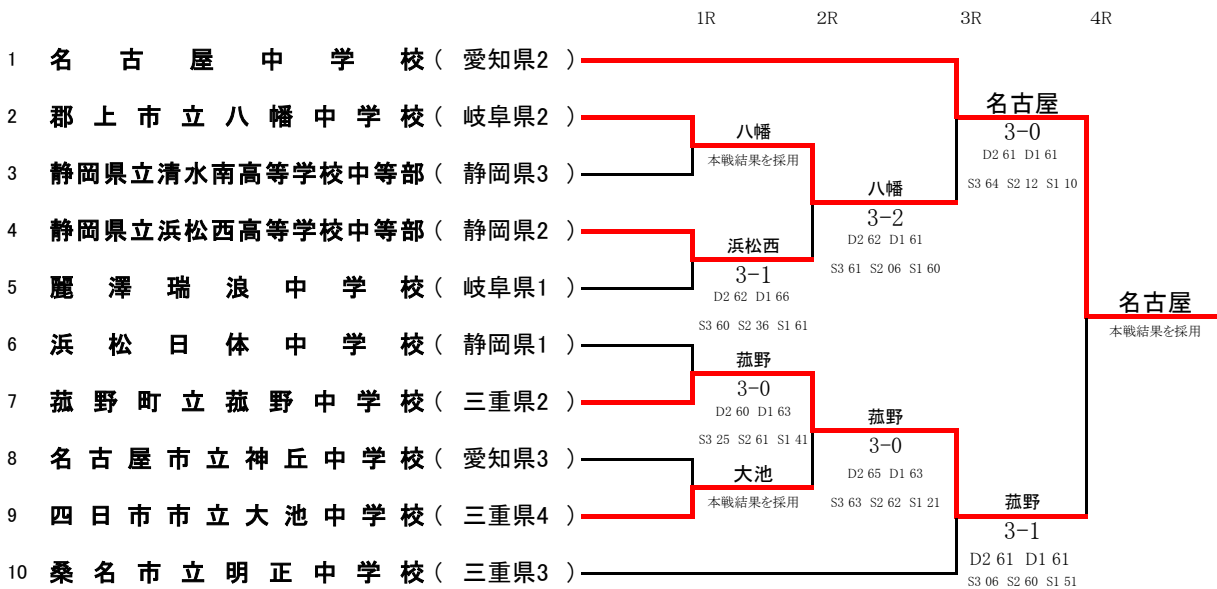 1R 2R 3R 4R
1 名古屋中学校 ( 愛知県2 )
2 郡上市立八幡中学校 ( 岐阜県2 )
3 静岡県立清水南高等学校中等部 ( 静岡県3 )
4 静岡県立浜松西高等学校中等部 ( 静岡県2 )
5 麗澤瑞浪中学校 ( 岐阜県1 )
6 浜松日体中学校 ( 静岡県1 )
7 菰野町立菰野中学校 ( 三重県2 )
8 名古屋市立神丘中学校 ( 愛知県3 )
9 四日市市立大池中学校 ( 三重県4 )
10 桑名市立明正中学校 ( 三重県3 )
八幡
本戦結果を採用
浜松西
3-1
D2 62 D1 66
S3 60 S2 36 S1 61
菰野
3-0
D2 60 D1 63
S3 25 S2 61 S1 41
大池
本戦結果を採用
八幡
3-2
D2 62 D1 61
S3 61 S2 06 S1 60
菰野
3-0
D2 65 D1 63
S3 63 S2 62 S1 21
名古屋
3-0
D2 61 D1 61
S3 64 S2 12 S1 10
菰野
3-1
D2 61 D1 61
S3 06 S2 60 S1 51
名古屋
本戦結果を採用